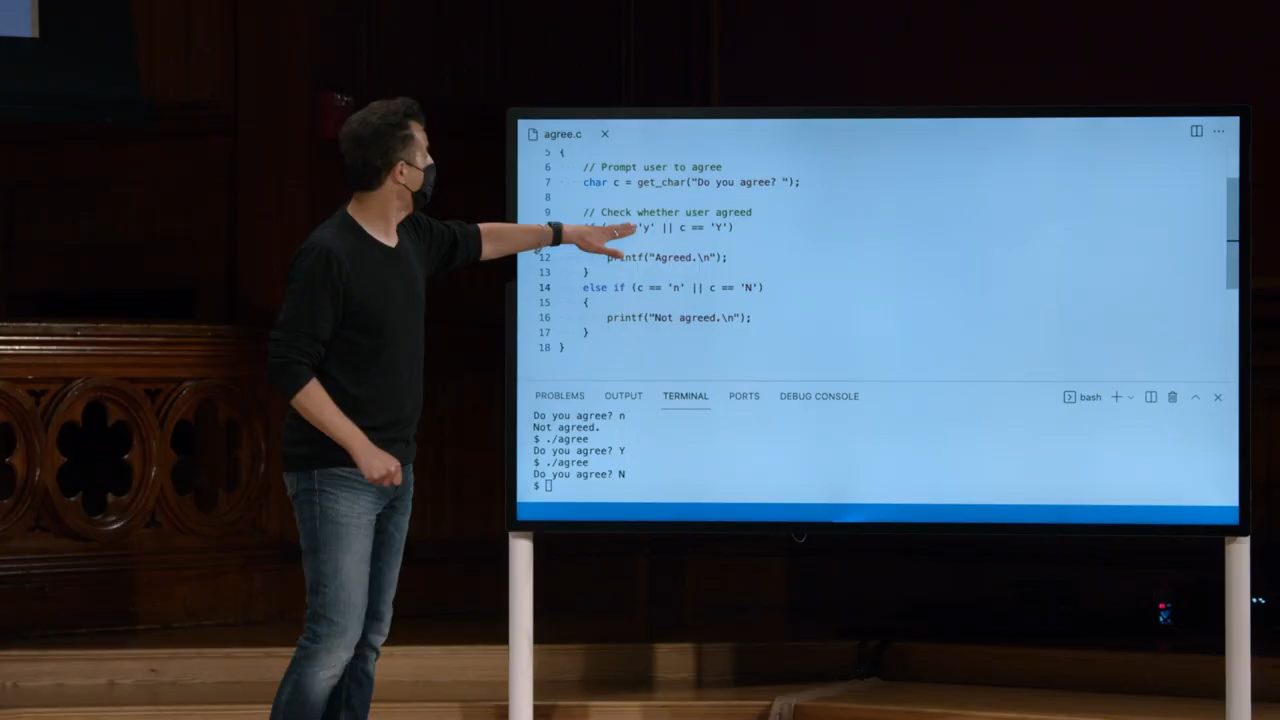 agree.c
5 {
6 // Prompt user to agree
7 char c = get_char("Do you agree? ");
8
9 // Check whether user agreed
'y' || c == 'Y')
12 printf("Agreed.\n");
13 }
14 else if (c == 'n' || c == 'N')
15 {
16 printf("Not agreed.\n");
17 }
18 }
PROBLEMS OUTPUT TERMINAL PORTS DEBUG CONSOLE bash
Do you agree? n
Not agreed.
$ ./agree
Do you agree? Y
$ ./agree
Do you agree? N
$